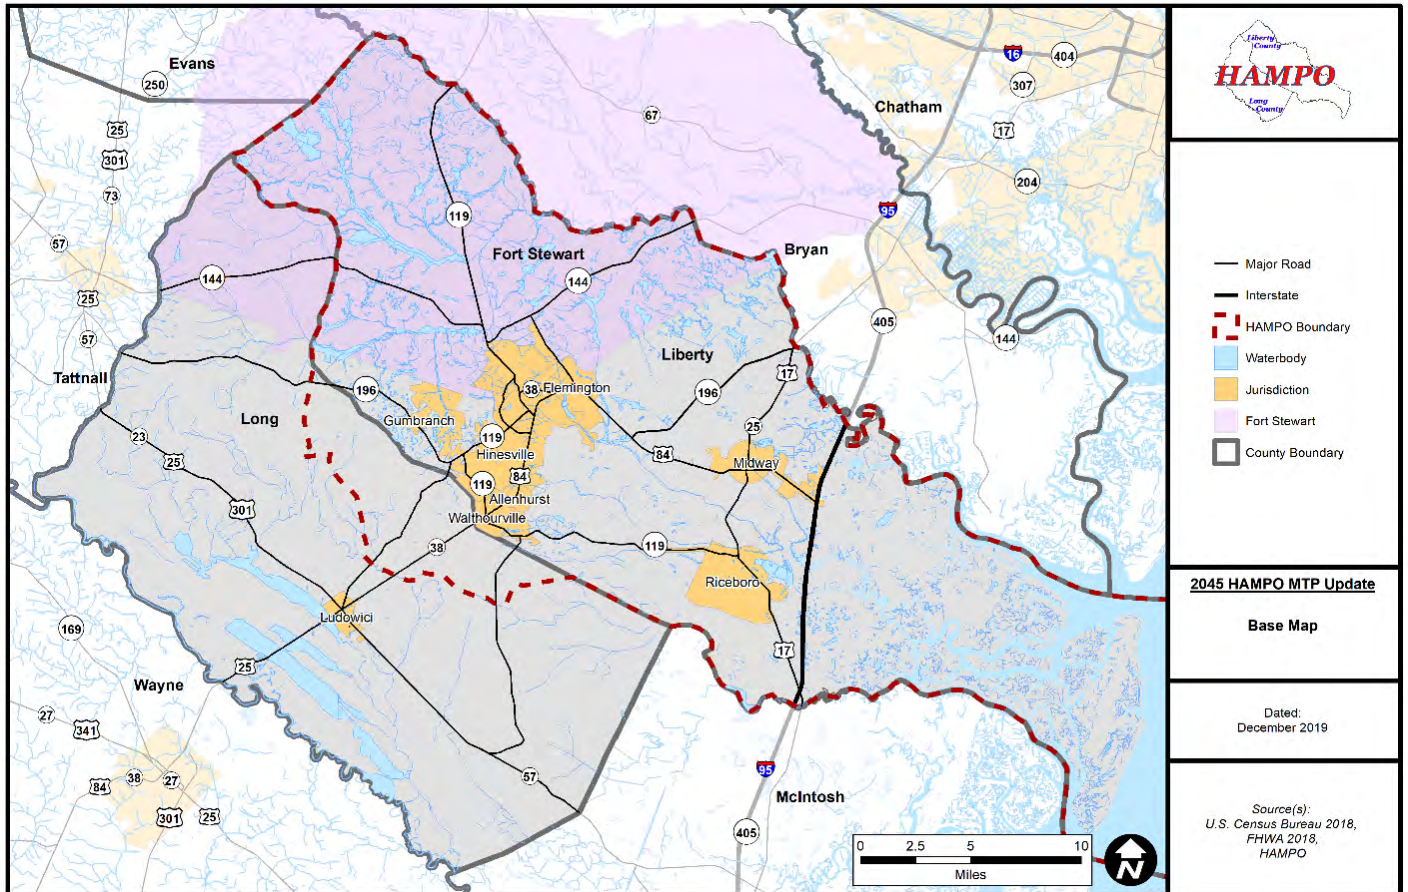 Evans
250
25
301
73
57
25
57
Tattnall
67
Chatham
16
404
307
17
204
95
Bryan
405
144
119
Fort Stewart
144
144
Liberty
17
196
196
Long
Gumbranch
38
Flemington
119
Hinesville
84
25
84
Midway
23
25
301
119
Allenhurst
Walthourville
38
119
Riceboro
Ludowici
17
169
25
Wayne
27
341
38
84
27
301
25
57
95
McIntosh
405
0 2.5 5 10
Miles
N
Liberty
County
HAMPO
Long
County
Major Road
Interstate
HAMPO Boundary
Waterbody
Jurisdiction
Fort Stewart
County Boundary
2045 HAMPO MTP Update
Base Map
Dated:
December 2019
Source(s):
U.S. Census Bureau 2018,
FHWA 2018,
HAMPO